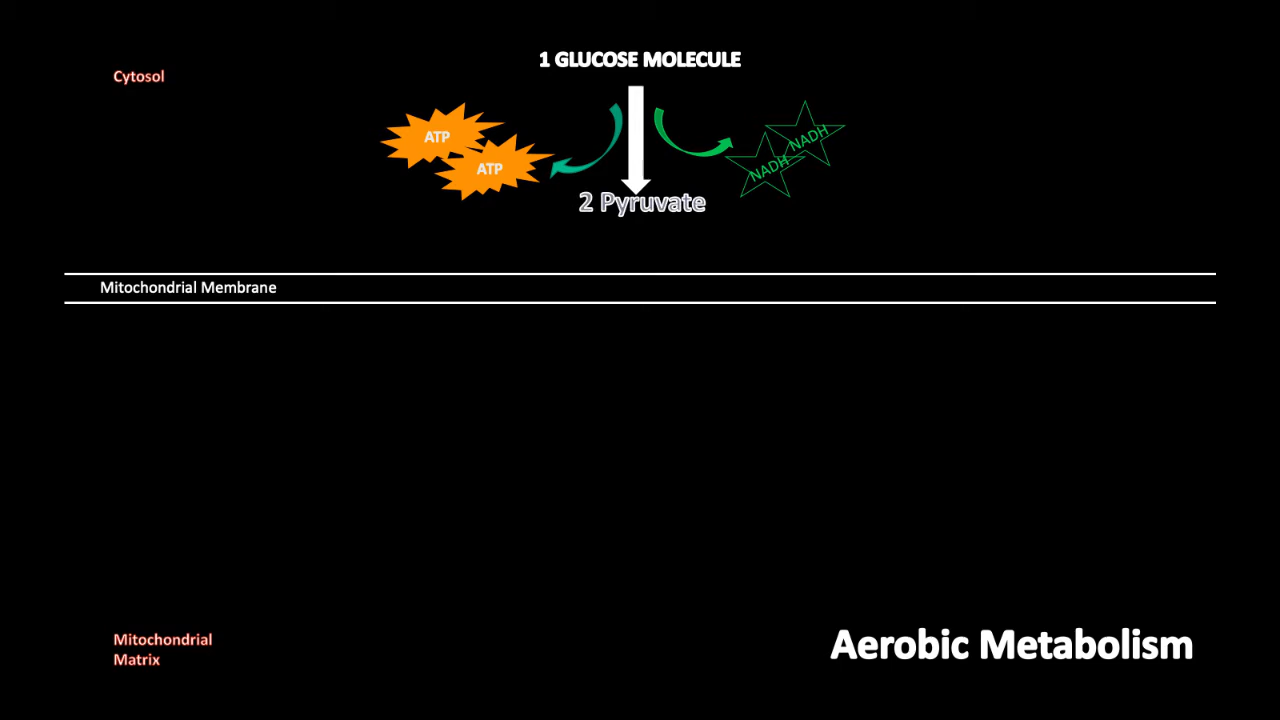 1 GLUCOSE MOLECULE
Cytosol
ATP
ATP
NADH
NADH
2 Pyruvate
Mitochondrial Membrane
Mitochondrial
Matrix
Aerobic Metabolism